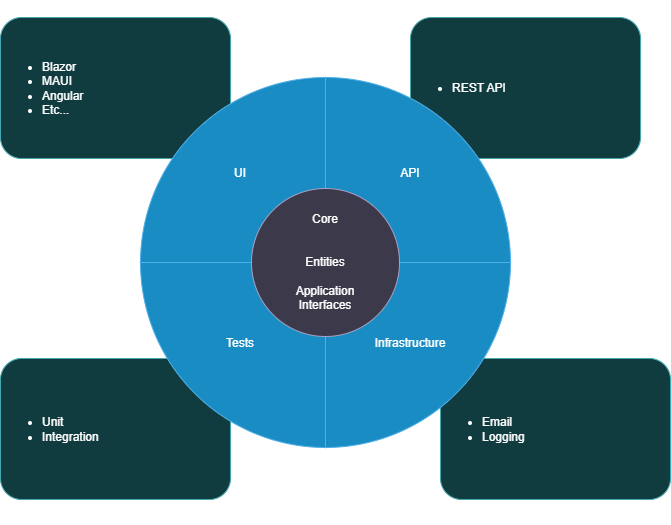 Blazor
MAUI
Angular
Etc...
REST API
UI
API
Core
Entities
Application
Interfaces
Tests
Infrastructure
Unit
Integration
Email
Logging